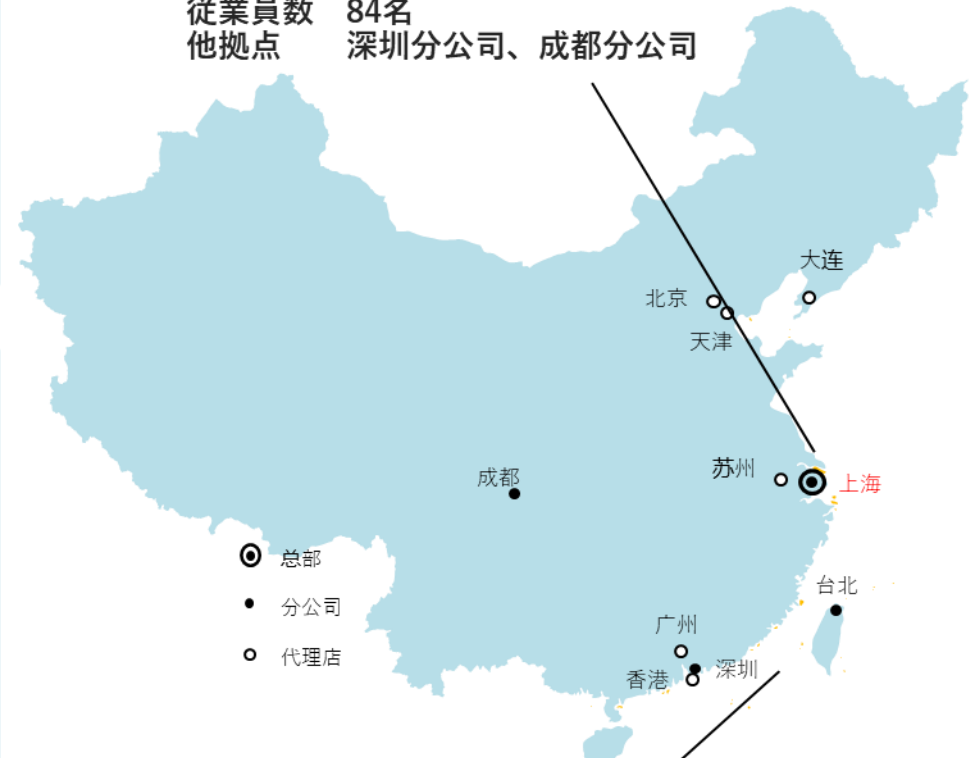 従業員数 84名
他拠点 深圳分公司、成都分公司
大连
北京
天津
苏州
成都
上海
总部
台北
分公司
广州
代理店
深圳
香港